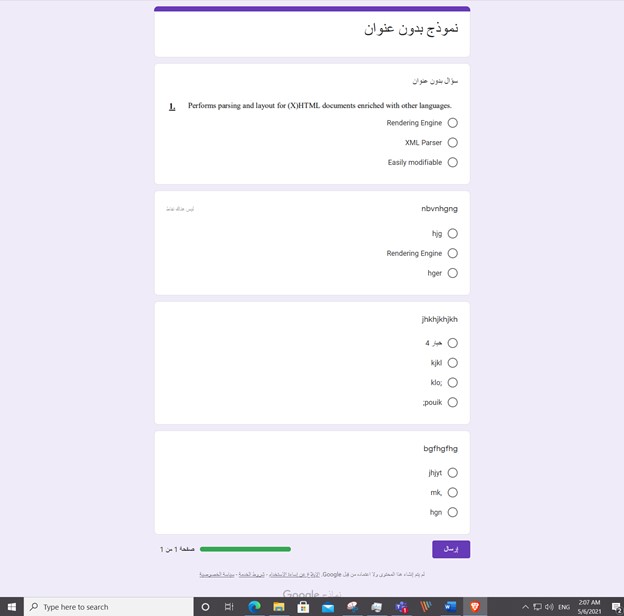 نموذج بدون عنوان
سؤال بدون عنوان
1. Performs parsing and layout for (X)HTML documents enriched with other languages.
Rendering Engine
XML Parser
Easily modifiable
nbvnhgng
ليس هناك نقاط
hjg
Rendering Engine
hger
jhkhjkhjkh
خيار 4
kjkl
klo;
;pouik
bgfhgfhg
jhjyt
mk,
hgn
إرسال
صفحة 1 من 1
لم يتم إنشاء هذا المحتوى ولا اعتماده من قبل Google. الإبلاغ عن إساءة الاستخدام - شروط الخدمة - سياسة الخصوصية
نماذج Google
Type here to search
ENG
2:07 AM
5/6/2021
2